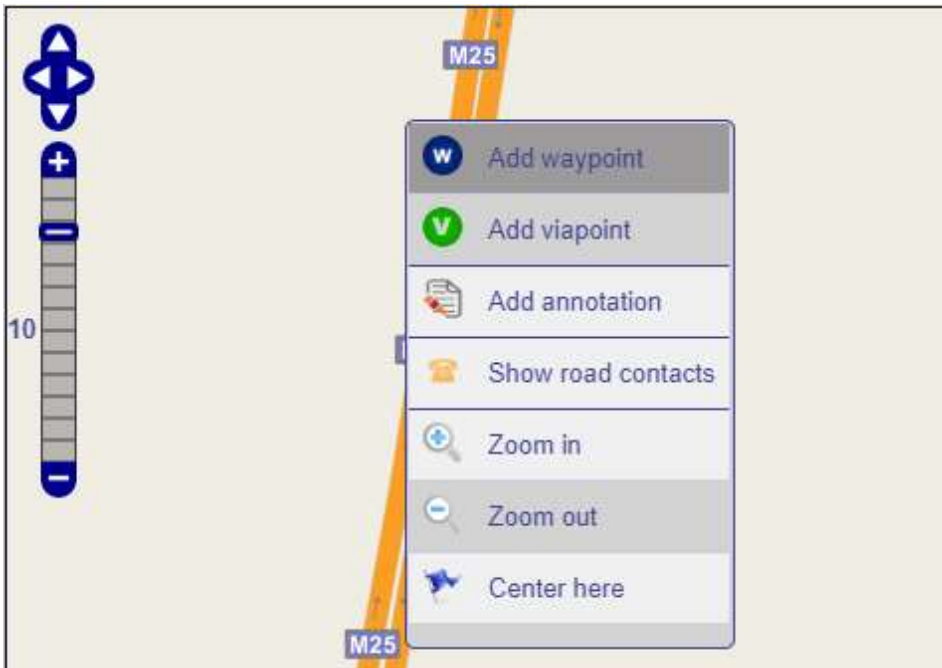 M25
W Add waypoint
V Add viapoint
Add annotation
10
Show road contacts
Zoom in
Zoom out
Center here
M25